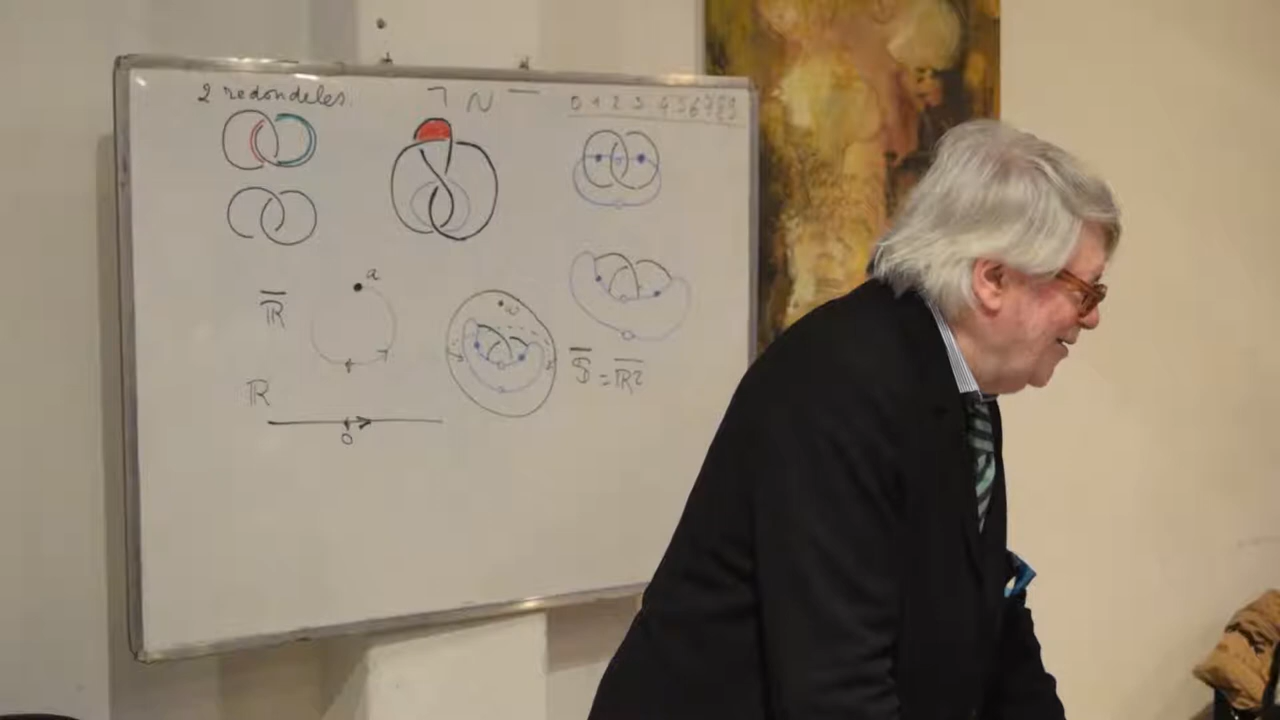 2 redondeles.
¬ N —
0 1 2 3 4 5 6 7 8 9
a
ω
ℝ̅
𝕊̅ = ℝ̅²
ℝ
0